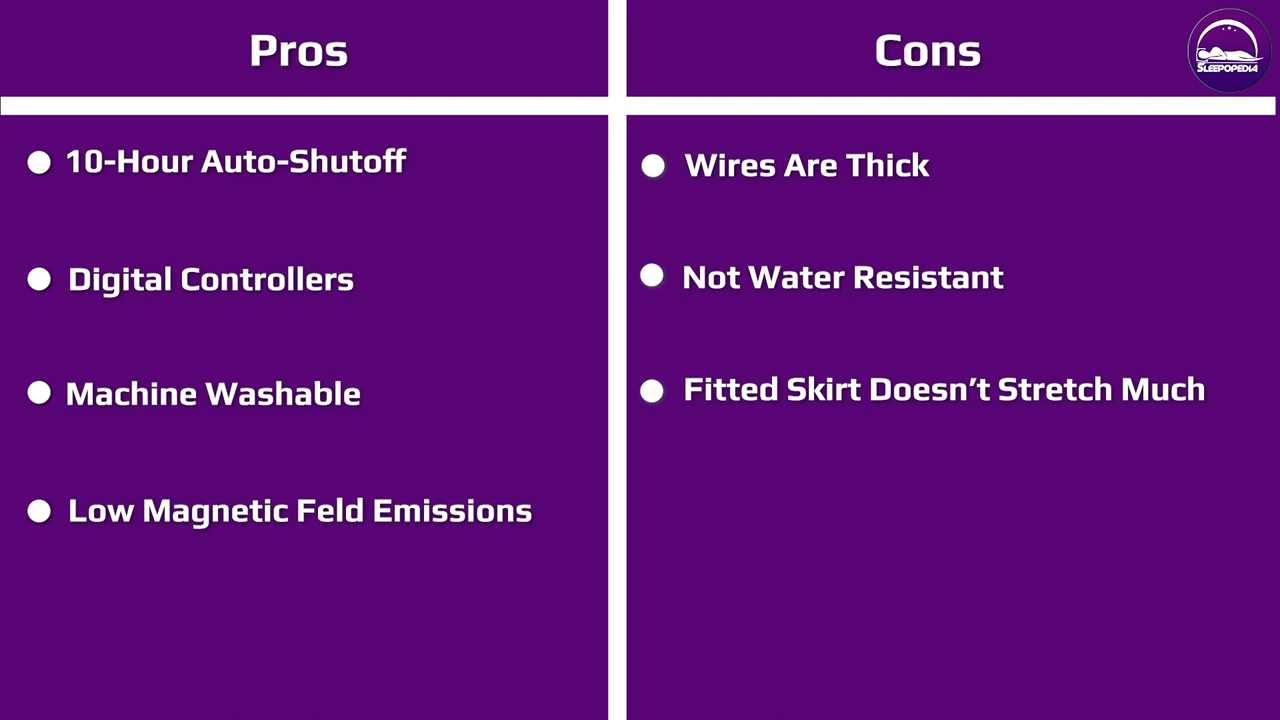 Pros
Cons
SLEEPOPEDIA
10-Hour Auto-Shutoff
Digital Controllers
Machine Washable
Low Magnetic Feld Emissions
Wires Are Thick
Not Water Resistant
Fitted Skirt Doesn’t Stretch Much